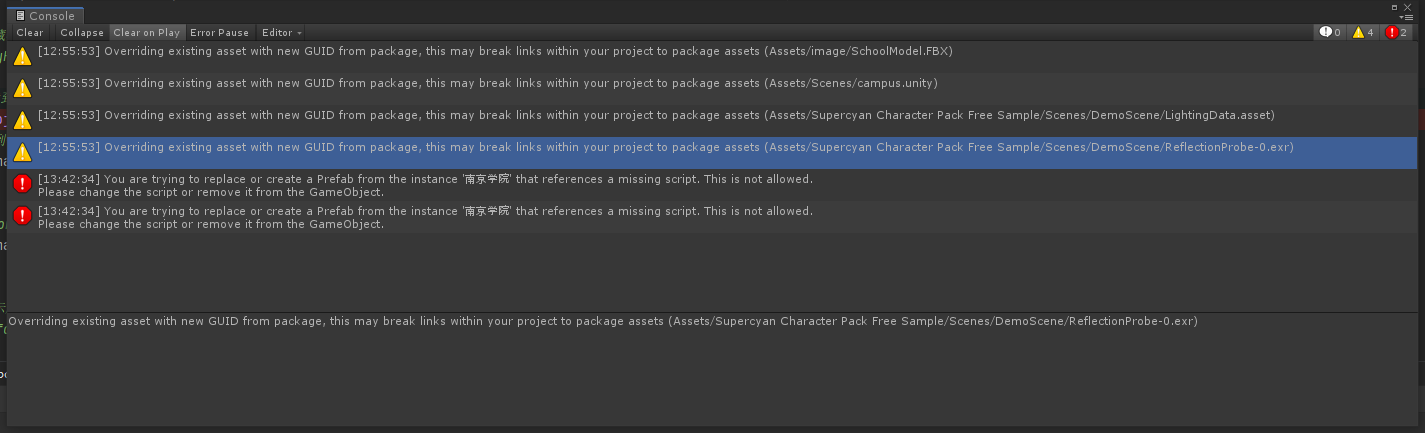 Console
Clear Collapse Clear on Play Error Pause Editor 0 4 2
[12:55:53] Overriding existing asset with new GUID from package, this may break links within your project to package assets (Assets/image/SchoolModel.FBX)
[12:55:53] Overriding existing asset with new GUID from package, this may break links within your project to package assets (Assets/Scenes/campus.unity)
[12:55:53] Overriding existing asset with new GUID from package, this may break links within your project to package assets (Assets/Supercyan Character Pack Free Sample/Scenes/DemoScene/LightingData.asset)
[12:55:53] Overriding existing asset with new GUID from package, this may break links within your project to package assets (Assets/Supercyan Character Pack Free Sample/Scenes/DemoScene/ReflectionProbe-0.exr)
[13:42:34] You are trying to replace or create a Prefab from the instance '南京学院' that references a missing script. This is not allowed.
Please change the script or remove it from the GameObject.
[13:42:34] You are trying to replace or create a Prefab from the instance '南京学院' that references a missing script. This is not allowed.
Please change the script or remove it from the GameObject.
Overriding existing asset with new GUID from package, this may break links within your project to package assets (Assets/Supercyan Character Pack Free Sample/Scenes/DemoScene/ReflectionProbe-0.exr)